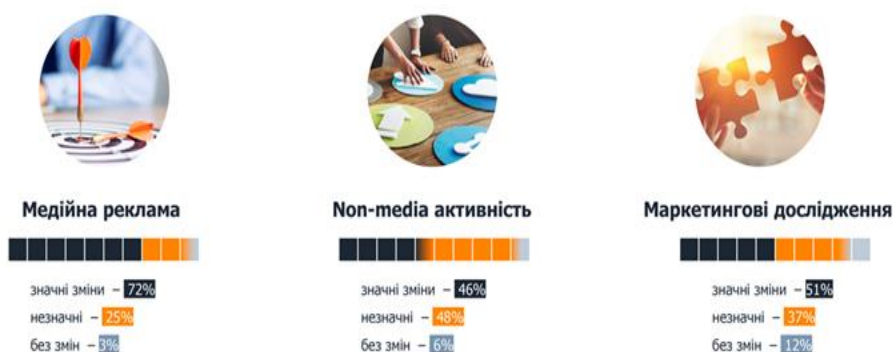 Медійна реклама
Non-media активність
Маркетингові дослідження
значні зміни – 72%
незначні – 25%
без змін – 3%
значні зміни – 46%
незначні – 48%
без змін – 6%
значні зміни – 51%
незначні – 37%
без змін – 12%